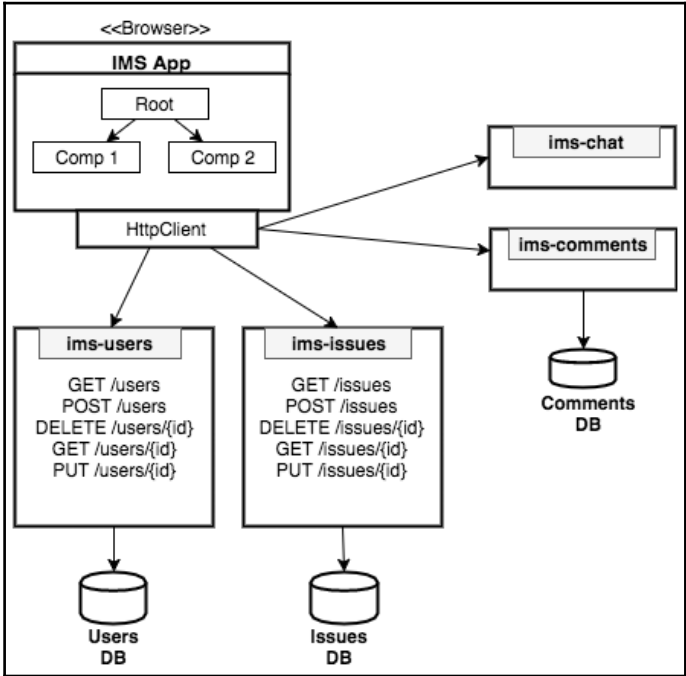 <<Browser>>
IMS App
Root
Comp 1
Comp 2
HttpClient
ims-chat
ims-comments
Comments
DB
ims-users
GET /users
POST /users
DELETE /users/{id}
GET /users/{id}
PUT /users/{id}
Users
DB
ims-issues
GET /issues
POST /issues
DELETE /issues/{id}
GET /issues/{id}
PUT /issues/{id}
Issues
DB